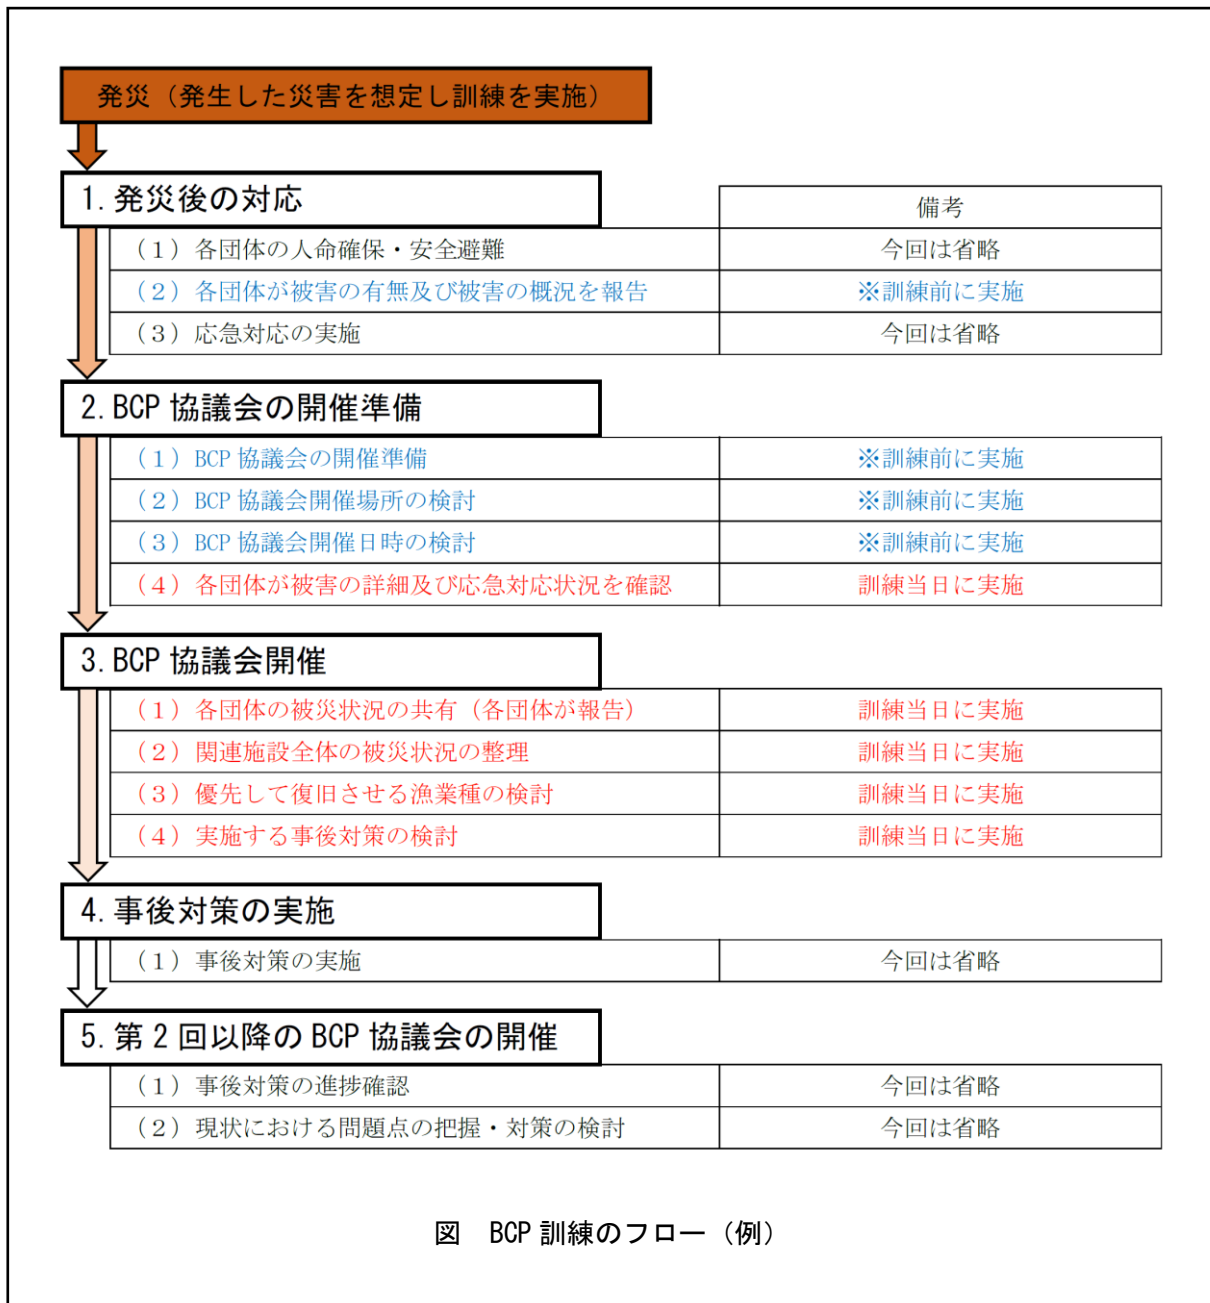 発災（発生した災害を想定し訓練を実施）
1. 発災後の対応
備考
（１）各団体の人命確保・安全避難 今回は省略
（２）各団体が被害の有無及び被害の概況を報告 ※訓練前に実施
（３）応急対応の実施 今回は省略
2. BCP 協議会の開催準備
（１）BCP 協議会の開催準備 ※訓練前に実施
（２）BCP 協議会開催場所の検討 ※訓練前に実施
（３）BCP 協議会開催日時の検討 ※訓練前に実施
（４）各団体が被害の詳細及び応急対応状況を確認 訓練当日に実施
3. BCP 協議会開催
（１）各団体の被災状況の共有（各団体が報告） 訓練当日に実施
（２）関連施設全体の被災状況の整理 訓練当日に実施
（３）優先して復旧させる漁業種の検討 訓練当日に実施
（４）実施する事後対策の検討 訓練当日に実施
4. 事後対策の実施
（１）事後対策の実施 今回は省略
5. 第 2 回以降の BCP 協議会の開催
（１）事後対策の進捗確認 今回は省略
（２）現状における問題点の把握・対策の検討 今回は省略
図　BCP 訓練のフロー（例）